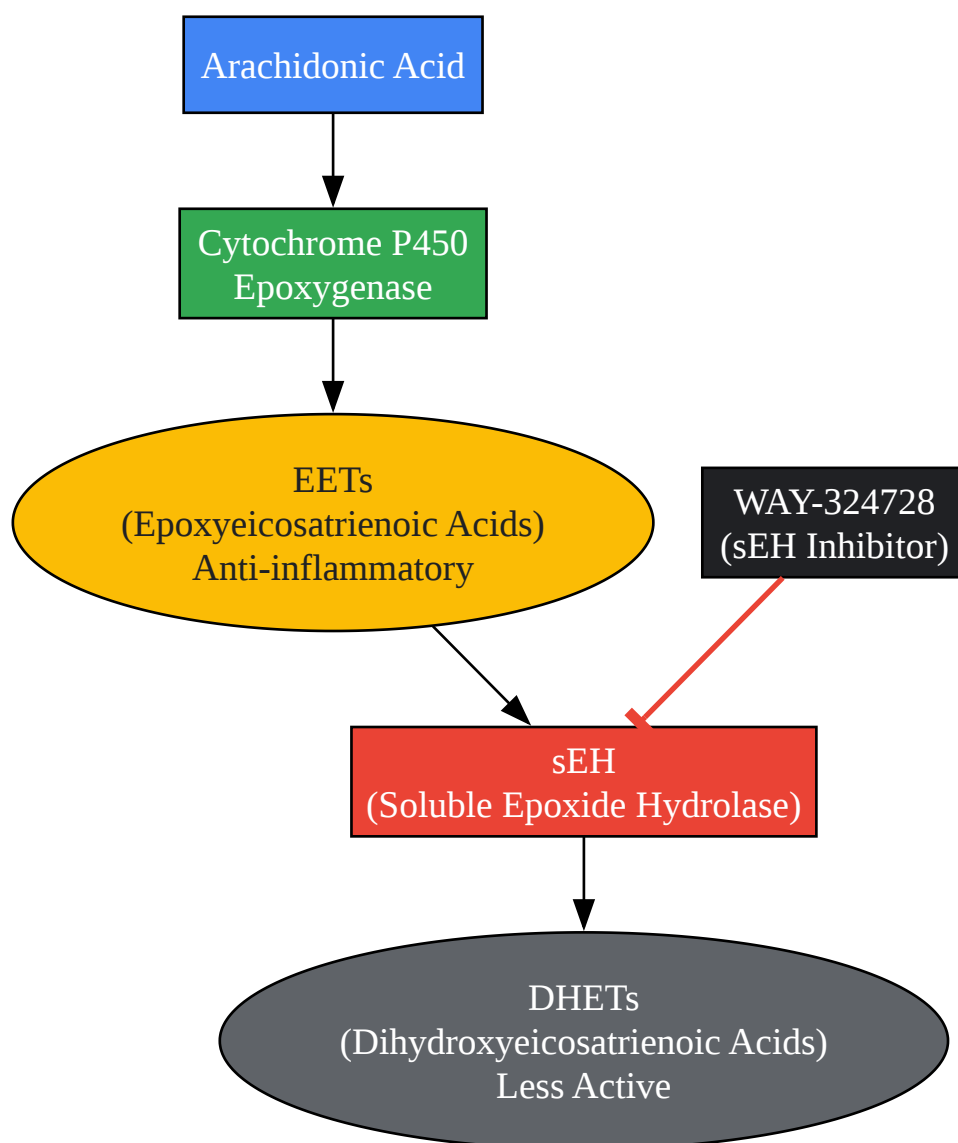 Arachidonic Acid
Cytochrome P450
Epoxygenase
EETs
(Epoxyeicosatrienoic Acids)
Anti-inflammatory
WAY-324728
(sEH Inhibitor)
sEH
(Soluble Epoxide Hydrolase)
DHETs
(Dihydroxyeicosatrienoic Acids)
Less Active